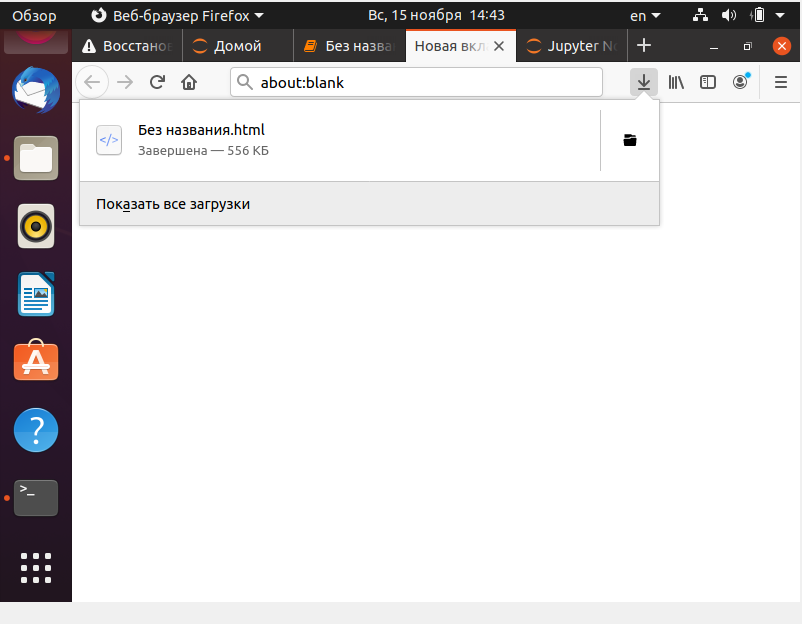 Обзор Веб-браузер Firefox Вс, 15 ноября 14:43 en
Восстанов Домой Без назва Новая вкл Jupyter No
about:blank
</>
Без названия.html
Завершена — 556 КБ
Показать все загрузки
?
>_